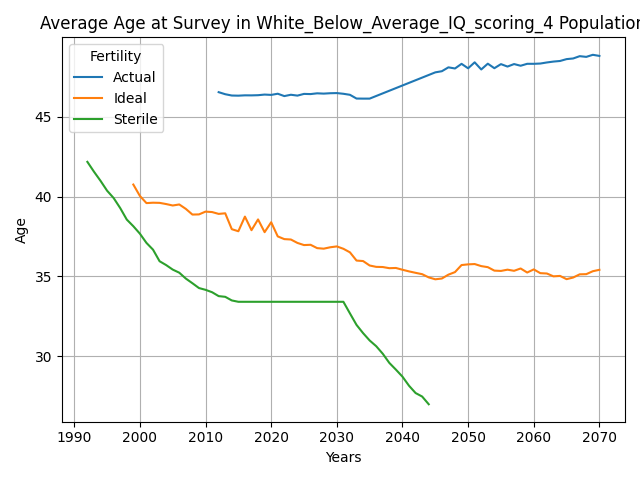 Average Age at Survey in White_Below_Average_IQ_scoring_4 Population
Fertility
Actual
Ideal
Sterile
45
40
35
30
Age
1990 2000 2010 2020 2030 2040 2050 2060 2070
Years